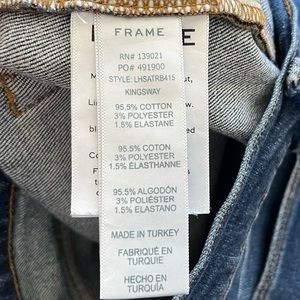 FRAME
RN# 139021
PO# 491900
STYLE: LHSATRB415
KINGSWAY
95.5% COTTON
3% POLYESTER
1.5% ELASTANE
95.5% COTON
3% POLYESTER
1.5% ÉLASTHANNE
95.5% ALGODÓN
3% POLIÉSTER
1.5% ELASTANO
MADE IN TURKEY
FABRIQUÉ EN
TURQUIE
HECHO EN
TURQUÍA